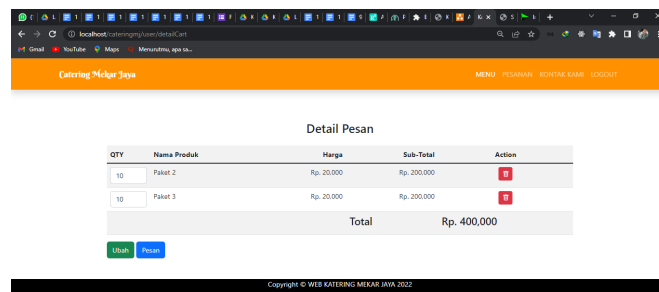 localhost/cateringmj/user/detailCart
Gmail YouTube Maps Menurutmu, apa sa...
Catering Mekar Jaya MENU PESANAN KONTAK KAMI LOGOUT
Detail Pesan
QTY Nama Produk Harga Sub-Total Action
10 Paket 2 Rp. 20.000 Rp. 200.000
10 Paket 3 Rp. 20.000 Rp. 200.000
Total Rp. 400,000
Ubah Pesan
Copyright © WEB KATERING MEKAR JAYA 2022